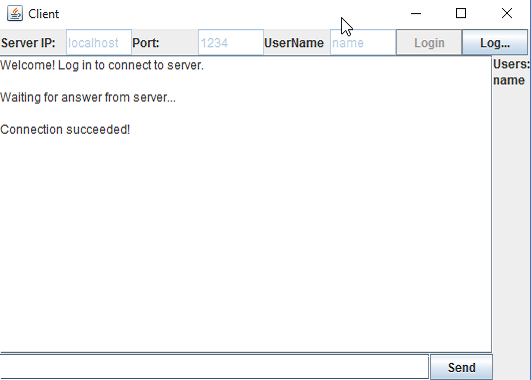 Client
Server IP: localhost Port: 1234 UserName name Login Log...
Welcome! Log in to connect to server.
Users:
name
Waiting for answer from server...
Connection succeeded!
Send